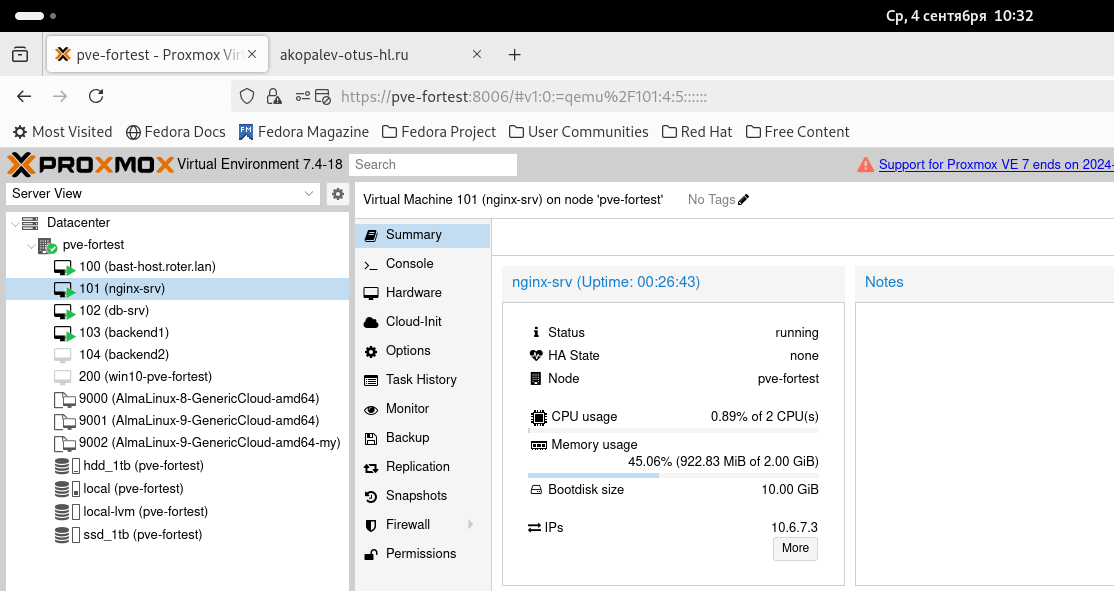 Ср, 4 сентября 10:32
pve-fortest - Proxmox Vir
akopalev-otus-hl.ru
https://pve-fortest:8006/#v1:0:=qemu%2F101:4:5::::::
Most Visited Fedora Docs Fedora Magazine Fedora Project User Communities Red Hat Free Content
PROXMOX Virtual Environment 7.4-18 Search Support for Proxmox VE 7 ends on 2024-
Server View
Virtual Machine 101 (nginx-srv) on node 'pve-fortest' No Tags
Datacenter
pve-fortest
100 (bast-host.roter.lan)
101 (nginx-srv)
102 (db-srv)
103 (backend1)
104 (backend2)
200 (win10-pve-fortest)
9000 (AlmaLinux-8-GenericCloud-amd64)
9001 (AlmaLinux-9-GenericCloud-amd64)
9002 (AlmaLinux-9-GenericCloud-amd64-my)
hdd_1tb (pve-fortest)
local (pve-fortest)
local-lvm (pve-fortest)
ssd_1tb (pve-fortest)
Summary
Console
Hardware
Cloud-Init
Options
Task History
Monitor
Backup
Replication
Snapshots
Firewall
Permissions
nginx-srv (Uptime: 00:26:43)
Status running
HA State none
Node pve-fortest
CPU usage 0.89% of 2 CPU(s)
Memory usage
45.06% (922.83 MiB of 2.00 GiB)
Bootdisk size 10.00 GiB
IPs 10.6.7.3
More
Notes